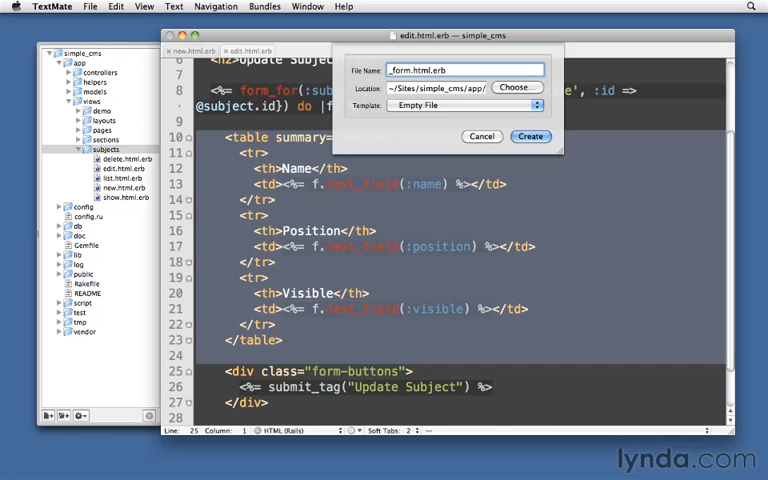 TextMate File Edit View Text Navigation Bundles Window Help
edit.html.erb — simple_cms
new.html.erb edit.html.erb
simple_cms
app
controllers
helpers
models
views
demo
layouts
pages
sections
subjects
delete.html.erb
edit.html.erb
list.html.erb
new.html.erb
show.html.erb
config
config.ru
db
doc
Gemfile
lib
log
public
Rakefile
README
script
test
tmp
vendor
File Name: _form.html.erb
Location: ~/Sites/simple_cms/app/ Choose...
Template: Empty File
Cancel Create
6
7 <h2>Update Subjec
8
9 <%= form_for(:su ', :id =>
@subject.id}) do |f
10 <table summary=
11 <tr>
12 <th>Name</th>
13 <td><%= f.text_field(:name) %></td>
14 </tr>
15 <tr>
16 <th>Position</th>
17 <td><%= f.text_field(:position) %></td>
18 </tr>
19 <tr>
20 <th>Visible</th>
21 <td><%= f.text_field(:visible) %></td>
22 </tr>
23 </table>
24
25 <div class="form-buttons">
26 <%= submit_tag("Update Subject") %>
27 </div>
28
Line: 25 Column: 1 HTML (Rails) Soft Tabs: 2 —
lynda.com